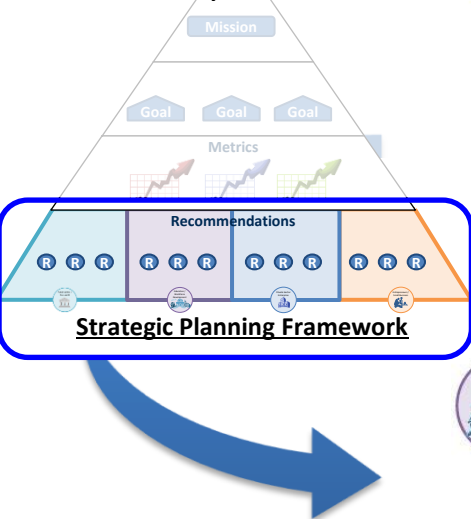 Mission
Goal Goal Goal
Metrics
Recommendations
R R R R R R R R R R R R
Strategic Planning Framework